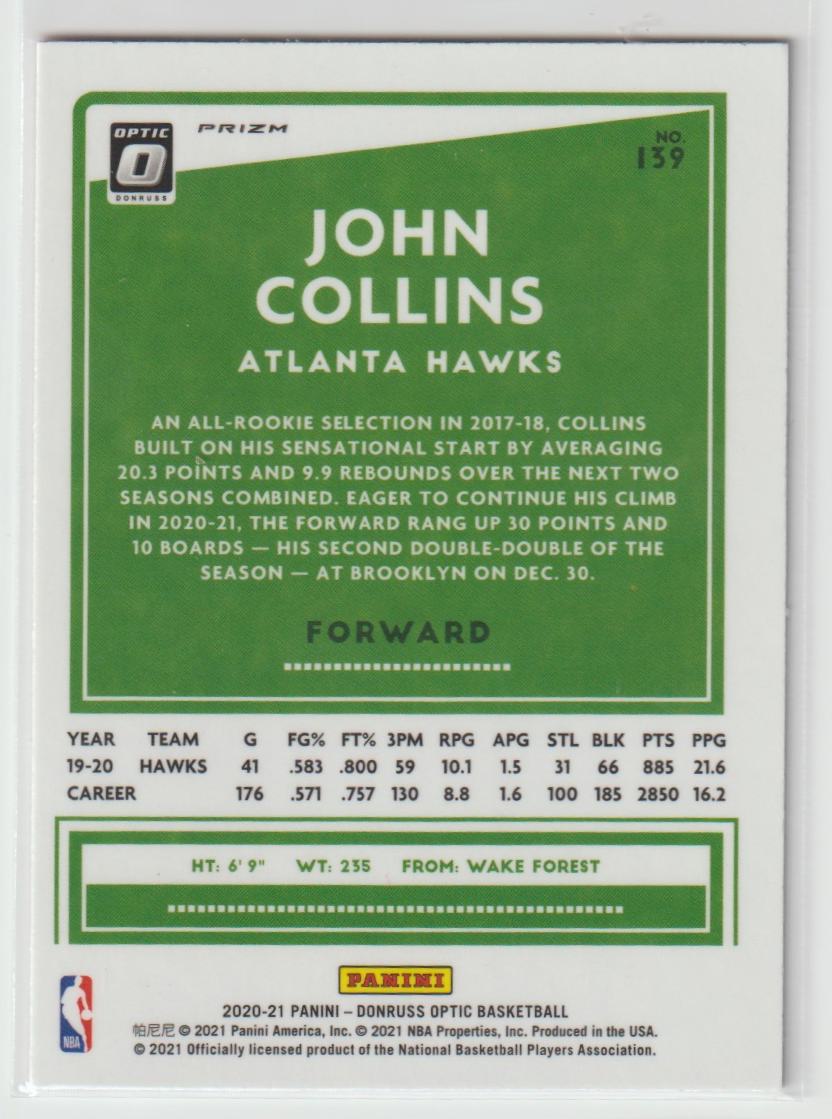 OPTIC
DONRUSS
PRIZM
NO.
139
JOHN
COLLINS
ATLANTA HAWKS
AN ALL-ROOKIE SELECTION IN 2017-18, COLLINS
BUILT ON HIS SENSATIONAL START BY AVERAGING
20.3 POINTS AND 9.9 REBOUNDS OVER THE NEXT TWO
SEASONS COMBINED. EAGER TO CONTINUE HIS CLIMB
IN 2020-21, THE FORWARD RANG UP 30 POINTS AND
10 BOARDS — HIS SECOND DOUBLE-DOUBLE OF THE
SEASON — AT BROOKLYN ON DEC. 30.
FORWARD
YEAR TEAM G FG% FT% 3PM RPG APG STL BLK PTS PPG
19-20 HAWKS 41 .583 .800 59 10.1 1.5 31 66 885 21.6
CAREER 176 .571 .757 130 8.8 1.6 100 185 2850 16.2
HT: 6' 9" WT: 235 FROM: WAKE FOREST
PANINI
NBA
2020-21 PANINI – DONRUSS OPTIC BASKETBALL
帕尼尼 © 2021 Panini America, Inc. © 2021 NBA Properties, Inc. Produced in the USA.
© 2021 Officially licensed product of the National Basketball Players Association.